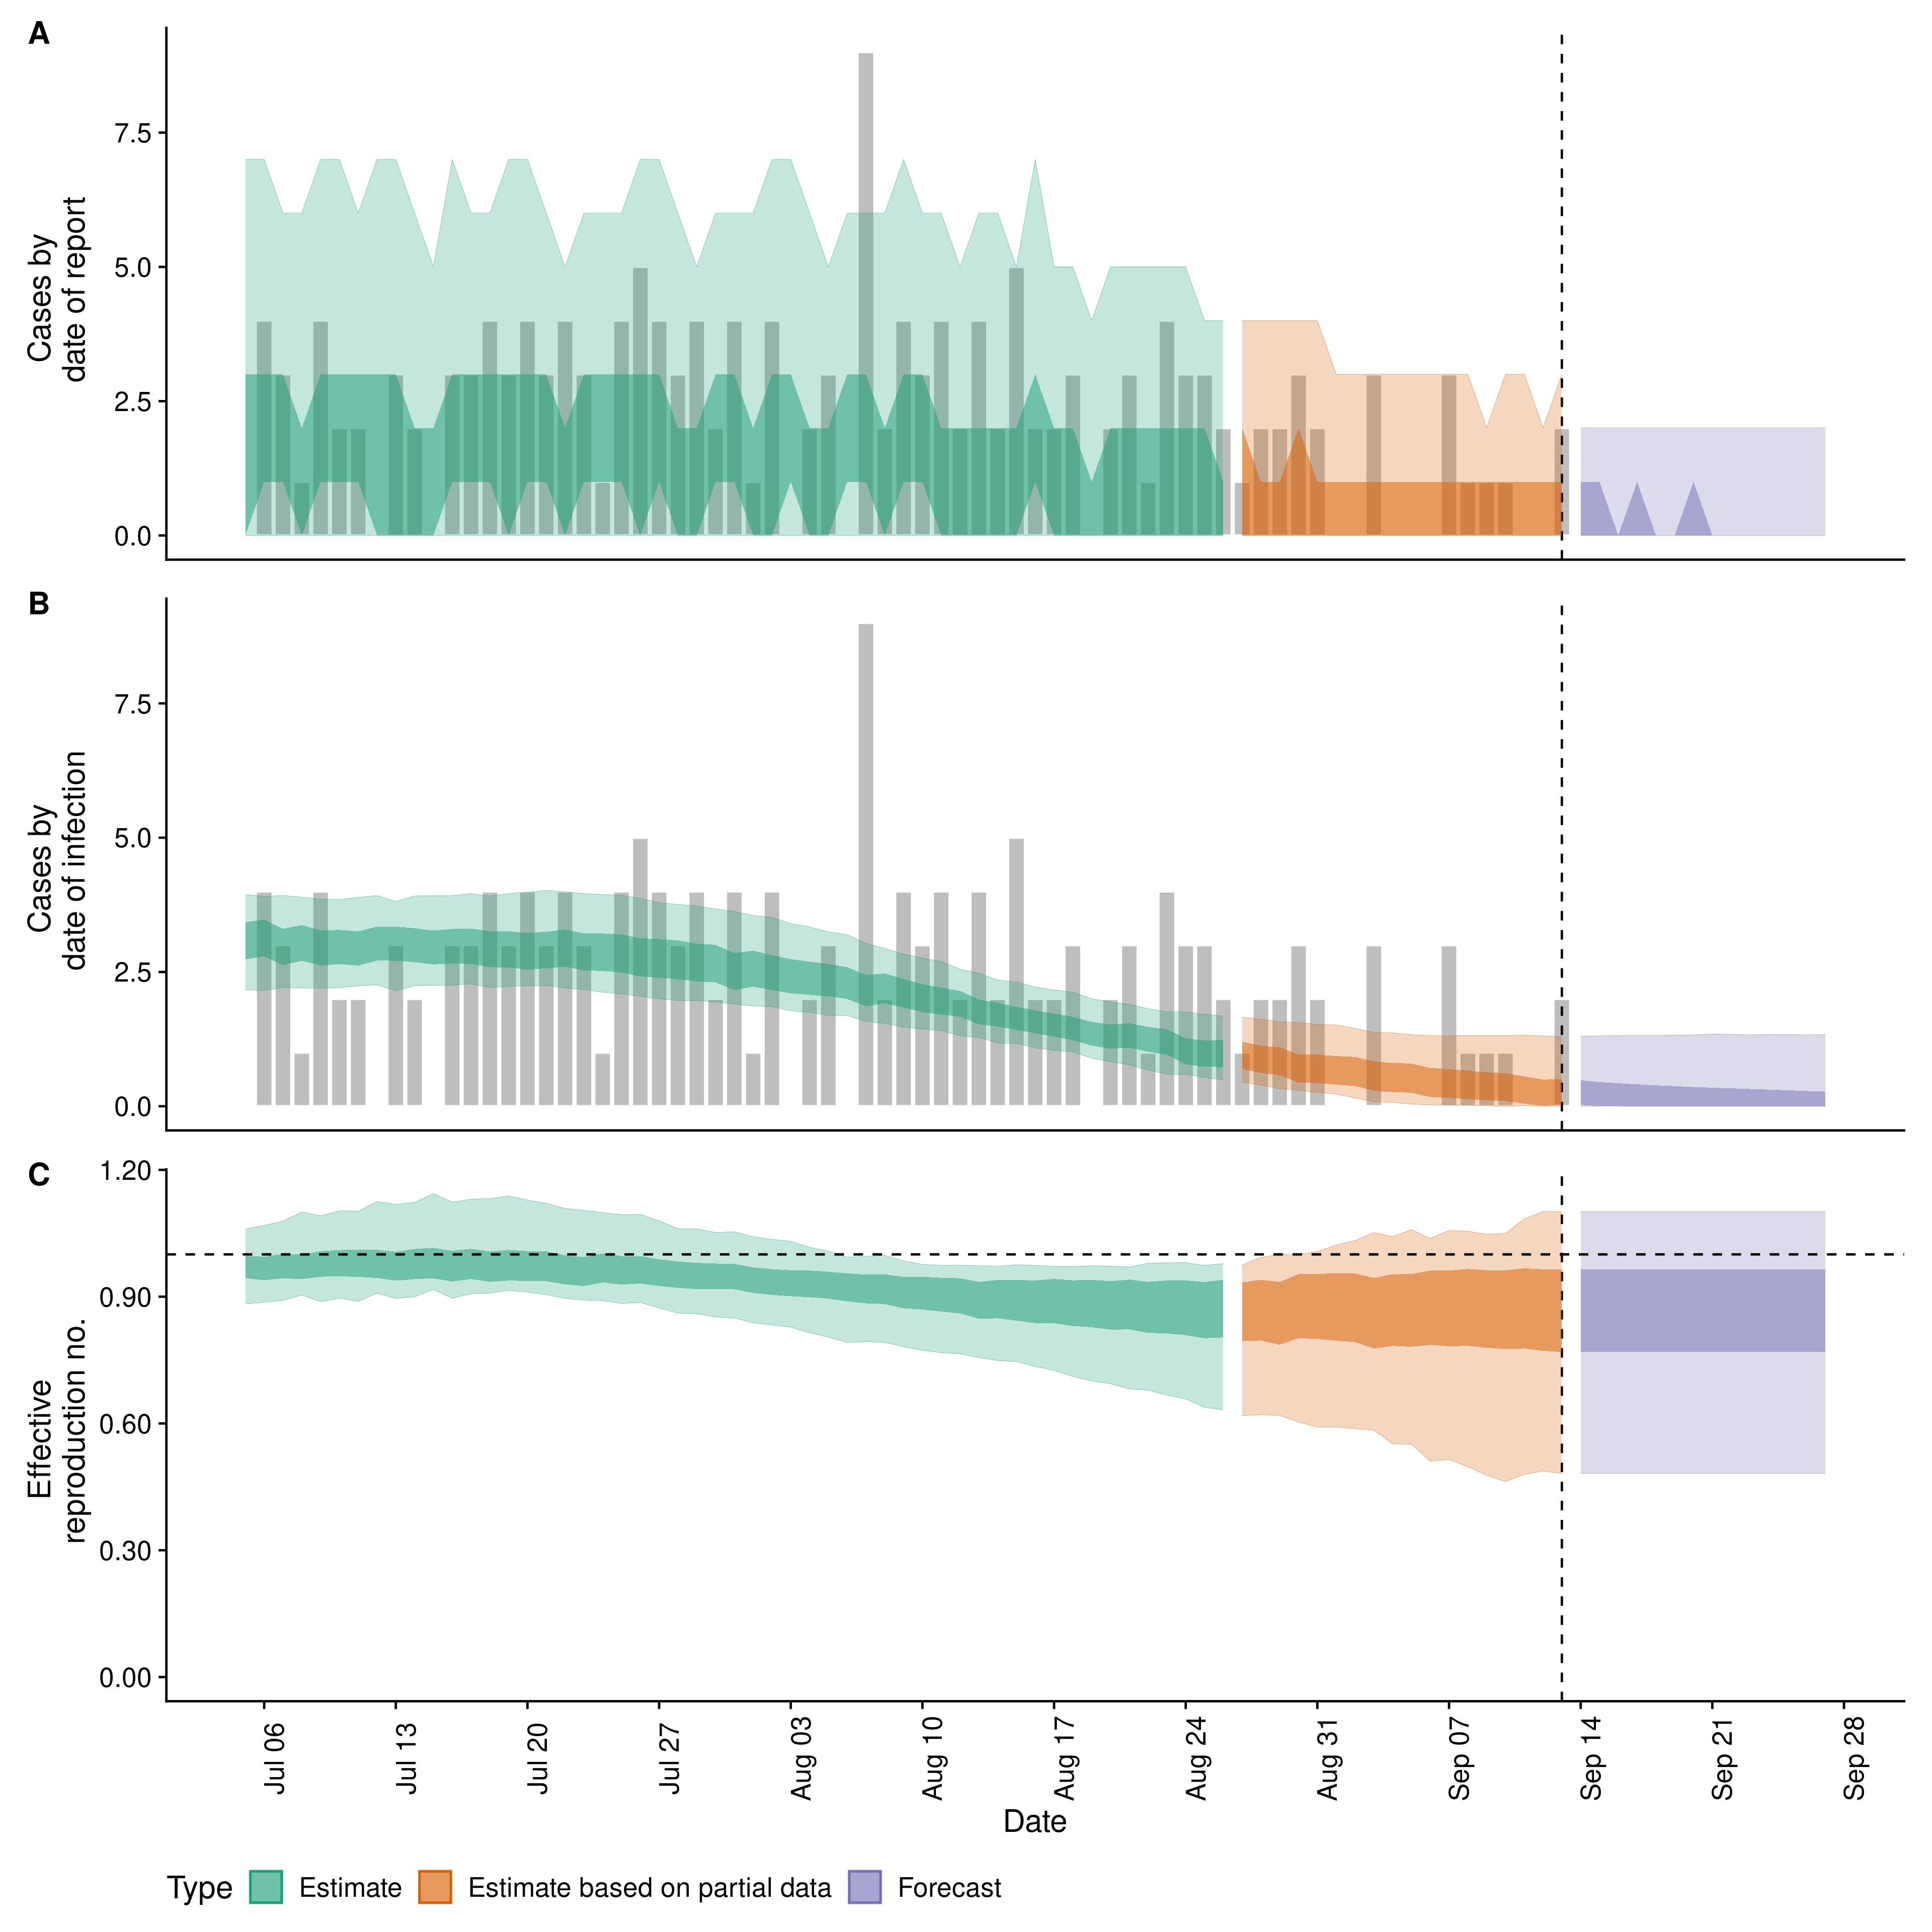 A
Cases by
date of report
7.5
5.0
2.5
0.0
B
Cases by
date of infection
7.5
5.0
2.5
0.0
C
Effective
reproduction no.
1.20
0.90
0.60
0.30
0.00
Jul 06
Jul 13
Jul 20
Jul 27
Aug 03
Aug 10
Aug 17
Aug 24
Aug 31
Sep 07
Sep 14
Sep 21
Sep 28
Date
Type Estimate Estimate based on partial data Forecast